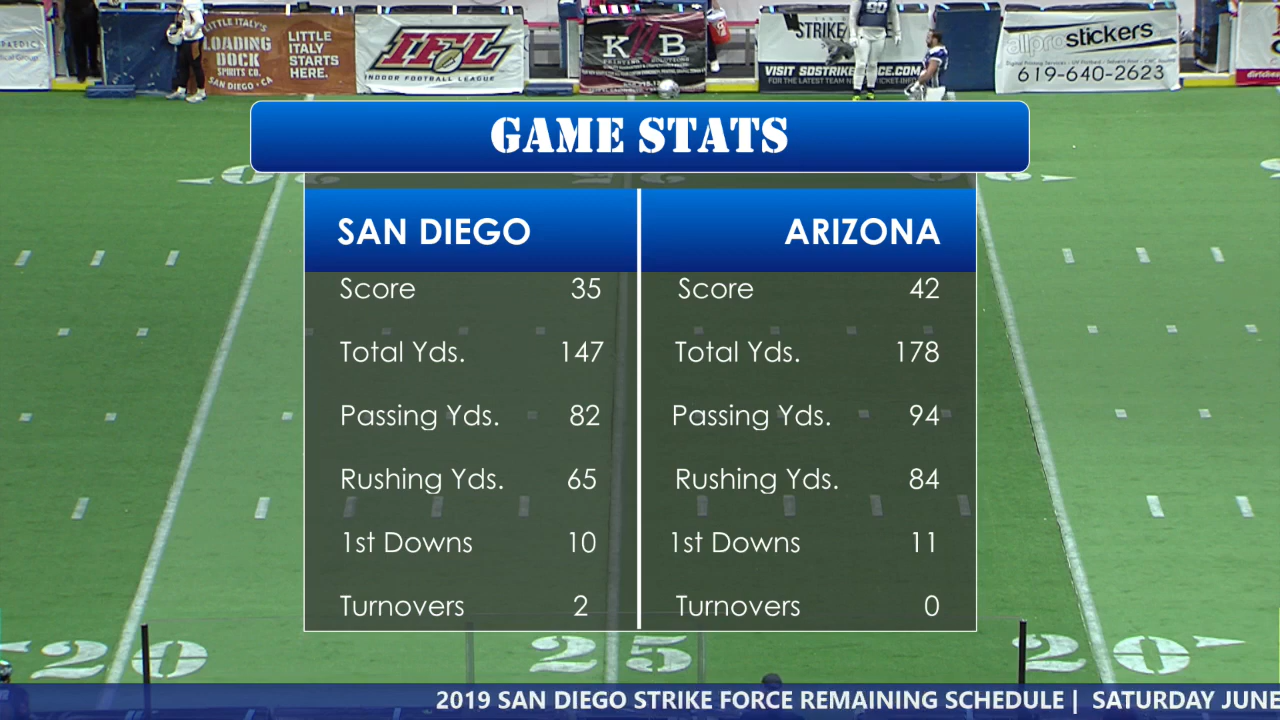 LITTLE ITALY'S
LOADING
DOCK
SPIRITS CO.
SAN DIEGO · CA
LITTLE
ITALY
STARTS
HERE.
IFL
INDOOR FOOTBALL LEAGUE
K B
STRIKE
VISIT SDSTRIKE CE.COM
FOR THE LATEST TEAM
allprostickers
619-640-2623
GAME STATS
SAN DIEGO ARIZONA
Score 35 Score 42
Total Yds. 147 Total Yds. 178
Passing Yds. 82 Passing Yds. 94
Rushing Yds. 65 Rushing Yds. 84
1st Downs 10 1st Downs 11
Turnovers 2 Turnovers 0
20 25 20
2019 SAN DIEGO STRIKE FORCE REMAINING SCHEDULE | SATURDAY JUNE